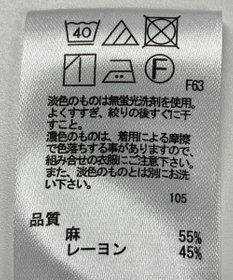 40
F
F63
淡色のものは無蛍光洗剤を使用。
よくすすぎ、絞りの後すぐに干
すこと。
濃色のものは、着用による摩擦
で色落ちする事がありますので、
組み合せの衣服にご注意下さい。
また、淡色のものとは別にお洗
い下さい。
105
品質
麻 55%
レーヨン 45%